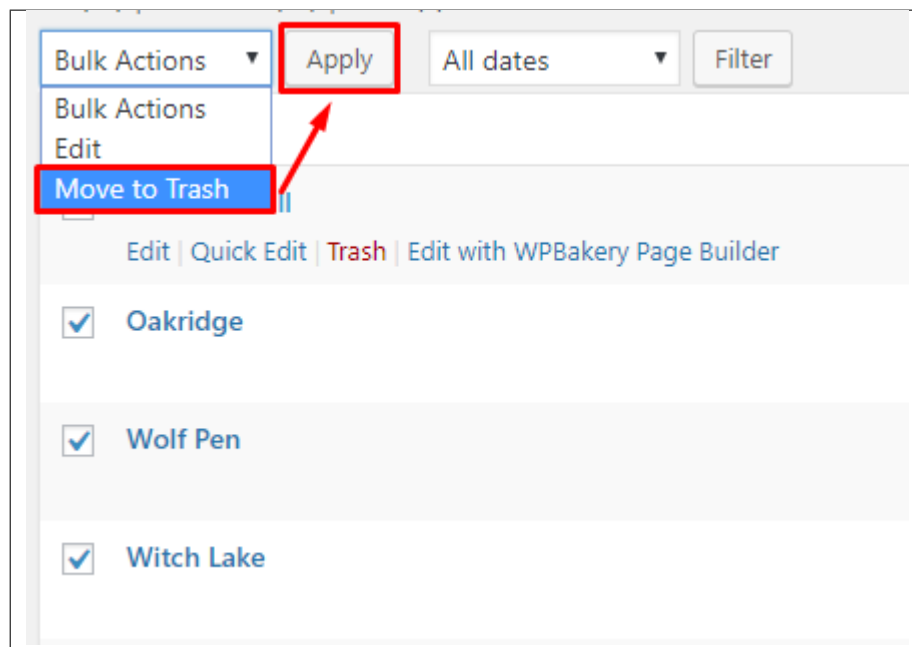 Bulk Actions Apply All dates Filter
Bulk Actions
Edit
Move to Trash
ll
Edit | Quick Edit | Trash | Edit with WPBakery Page Builder
Oakridge
Wolf Pen
Witch Lake